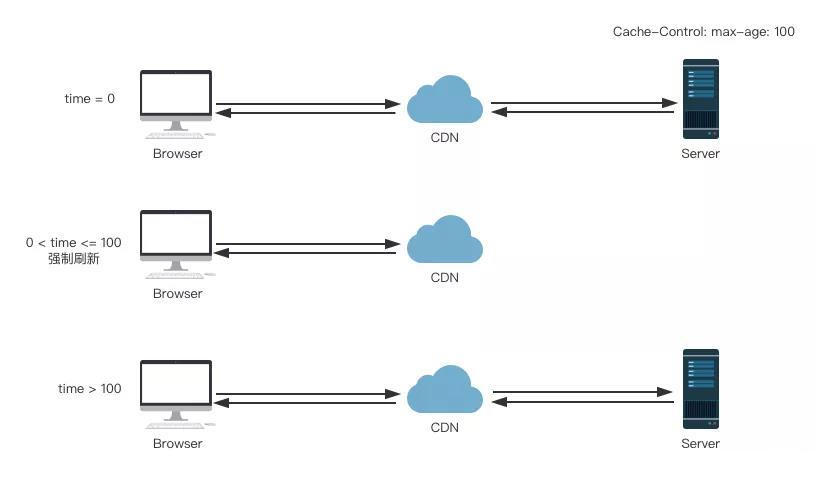 Cache-Control: max-age: 100
time = 0
Browser
CDN
Server
0 < time <= 100
强制刷新
Browser
CDN
time > 100
Browser
CDN
Server